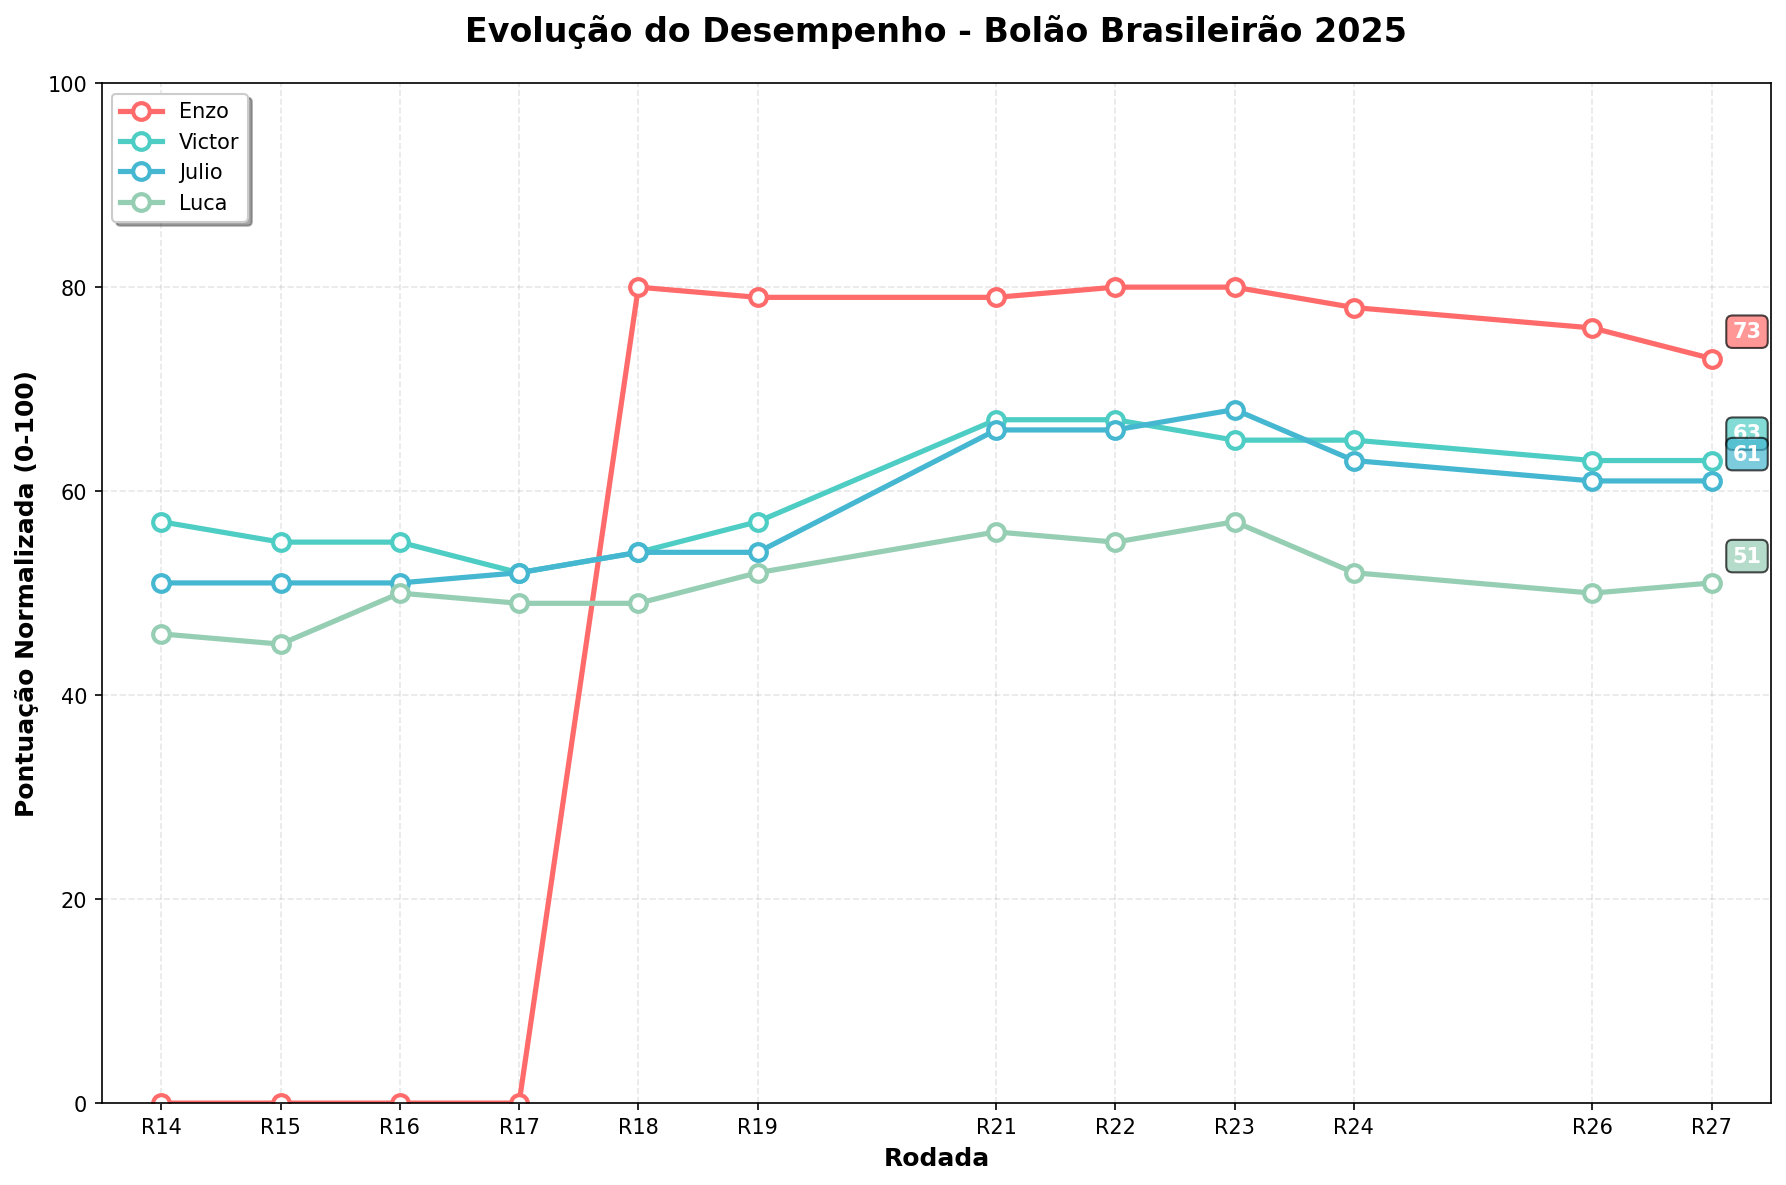 Evolução do Desempenho - Bolão Brasileirão 2025
Pontuação Normalizada (0-100)
100
80
60
40
20
0
Enzo
Victor
Julio
Luca
73
63
61
51
R14 R15 R16 R17 R18 R19 R21 R22 R23 R24 R26 R27
Rodada